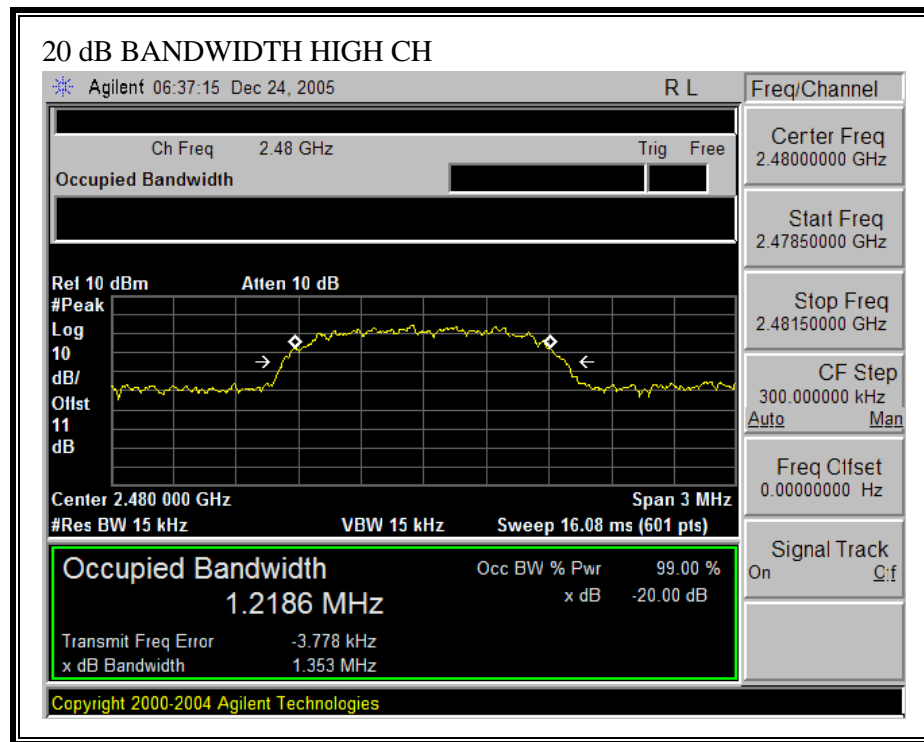 20 dB BANDWIDTH HIGH CH
Agilent 06:37:15 Dec 24, 2005 R L
Freq/Channel
Ch Freq 2.48 GHz Trig Free
Occupied Bandwidth
Center Freq
2.48000000 GHz
Start Freq
2.47850000 GHz
Stop Freq
2.48150000 GHz
CF Step
300.000000 kHz
Auto Man
Freq Offset
0.00000000 Hz
Signal Track
On Off
Ref 10 dBm Atten 10 dB
#Peak
Log
10
dB/
Offst
11
dB
Center 2.480 000 GHz Span 3 MHz
#Res BW 15 kHz VBW 15 kHz Sweep 16.08 ms (601 pts)
Occupied Bandwidth
1.2186 MHz
Occ BW % Pwr 99.00 %
x dB -20.00 dB
Transmit Freq Error -3.778 kHz
x dB Bandwidth 1.353 MHz
Copyright 2000-2004 Agilent Technologies